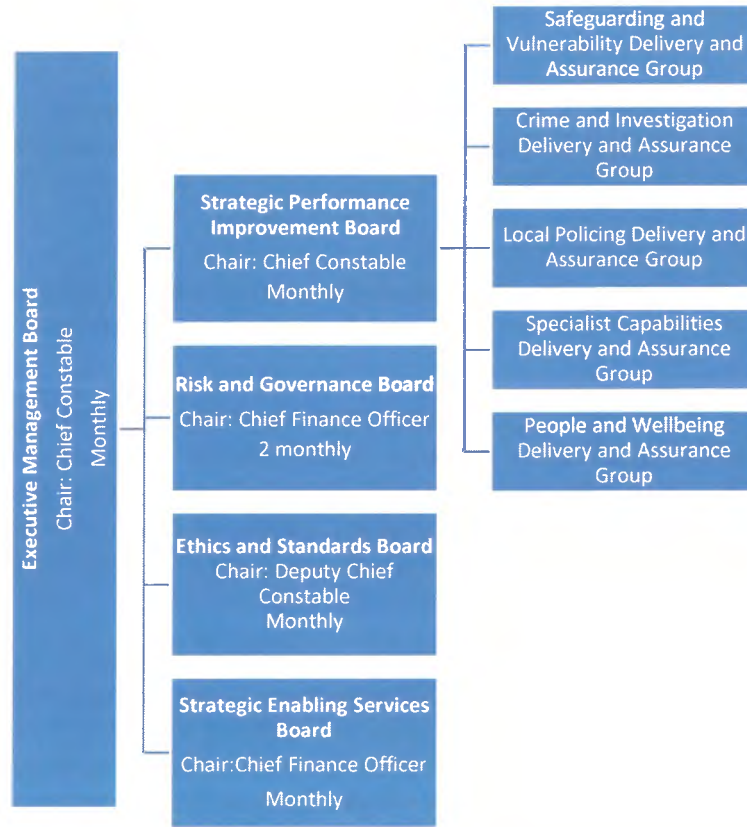 Executive Management Board
Chair: Chief Constable
Monthly
Strategic Performance
Improvement Board
Chair: Chief Constable
Monthly
Risk and Governance Board
Chair: Chief Finance Officer
2 monthly
Ethics and Standards Board
Chair: Deputy Chief
Constable
Monthly
Strategic Enabling Services
Board
Chair:Chief Finance Officer
Monthly
Safeguarding and
Vulnerability Delivery and
Assurance Group
Crime and Investigation
Delivery and Assurance
Group
Local Policing Delivery and
Assurance Group
Specialist Capabilities
Delivery and Assurance
Group
People and Wellbeing
Delivery and Assurance
Group